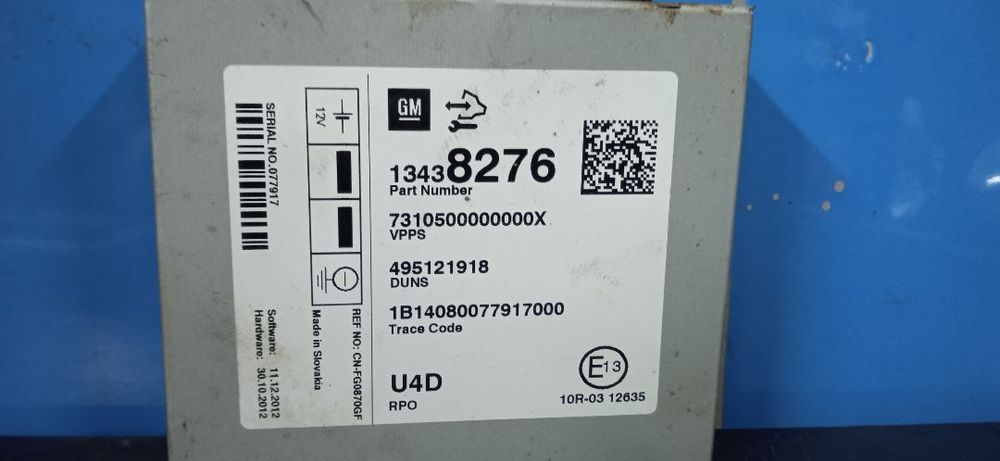 GM
13438276
Part Number
7310500000000X
VPPS
495121918
DUNS
1B14080077917000
Trace Code
U4D
RPO
E13
10R-03 12635
SERIAL NO.077917
12V
REF NO: CN-FG0870GF
Made in Slovakia
Software: 11.12.2012
Hardware: 30.10.2012